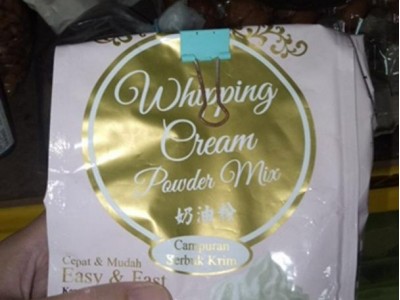 Whipping
Cream
Powder Mix
奶油粉
Campuran
Serbuk Krim
Cepat & Mudah
Easy & Fast